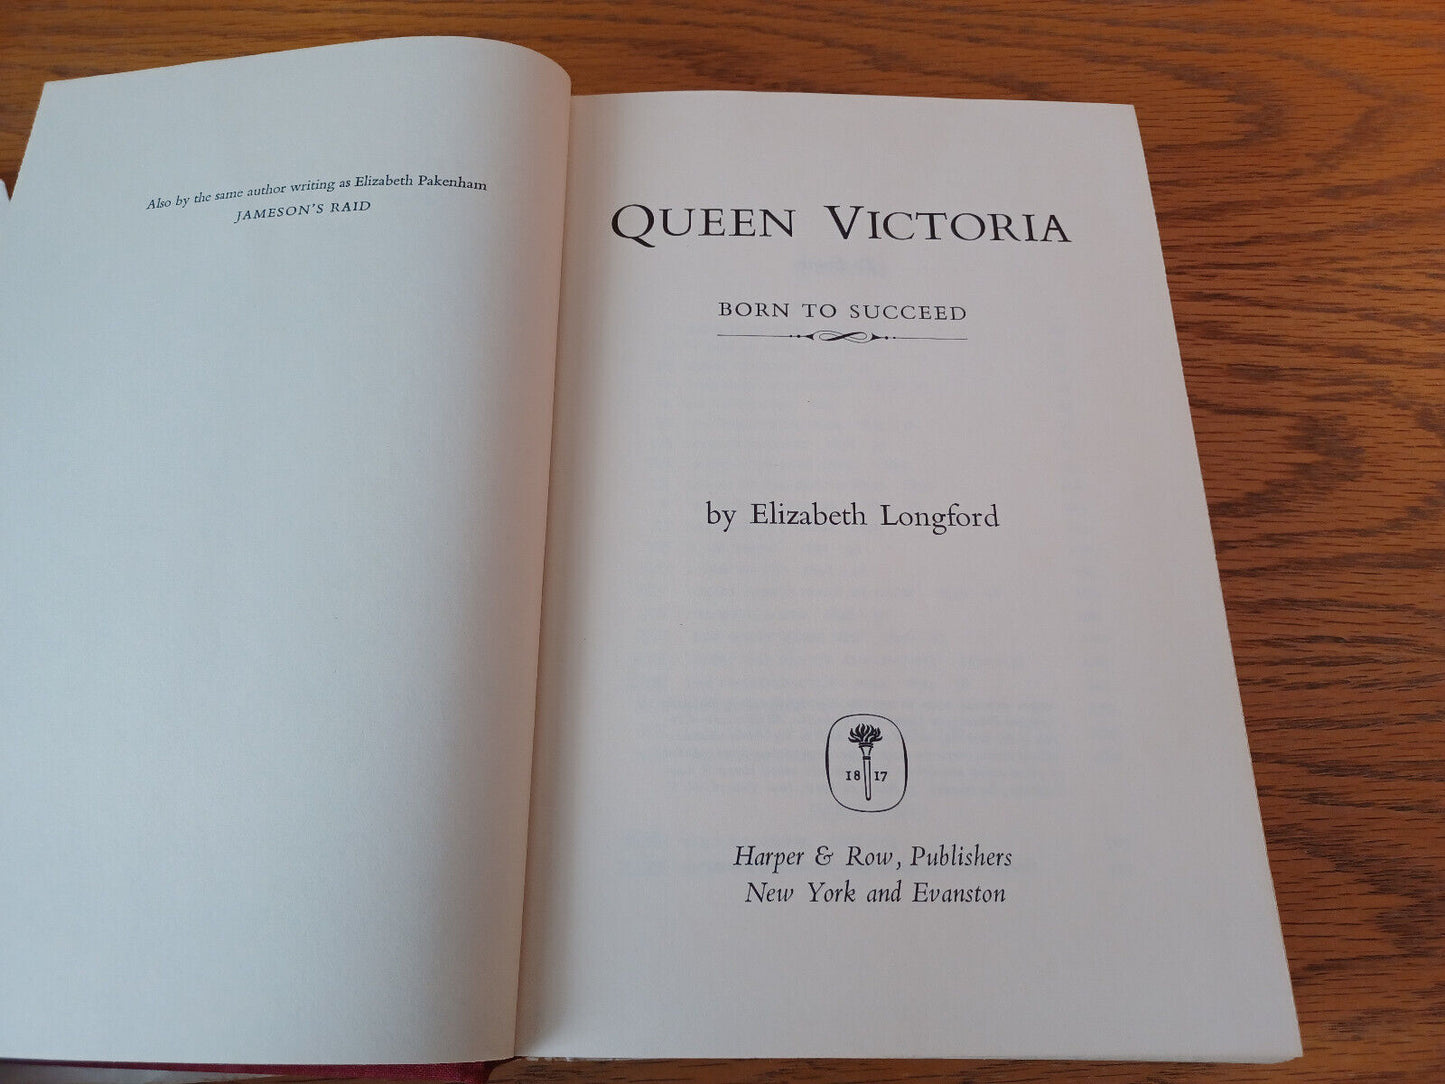 Also by the same author writing as Elizabeth Pakenham
JAMESON'S RAID
QUEEN VICTORIA
BORN TO SUCCEED
by Elizabeth Longford
18 17
Harper & Row, Publishers
New York and Evanston